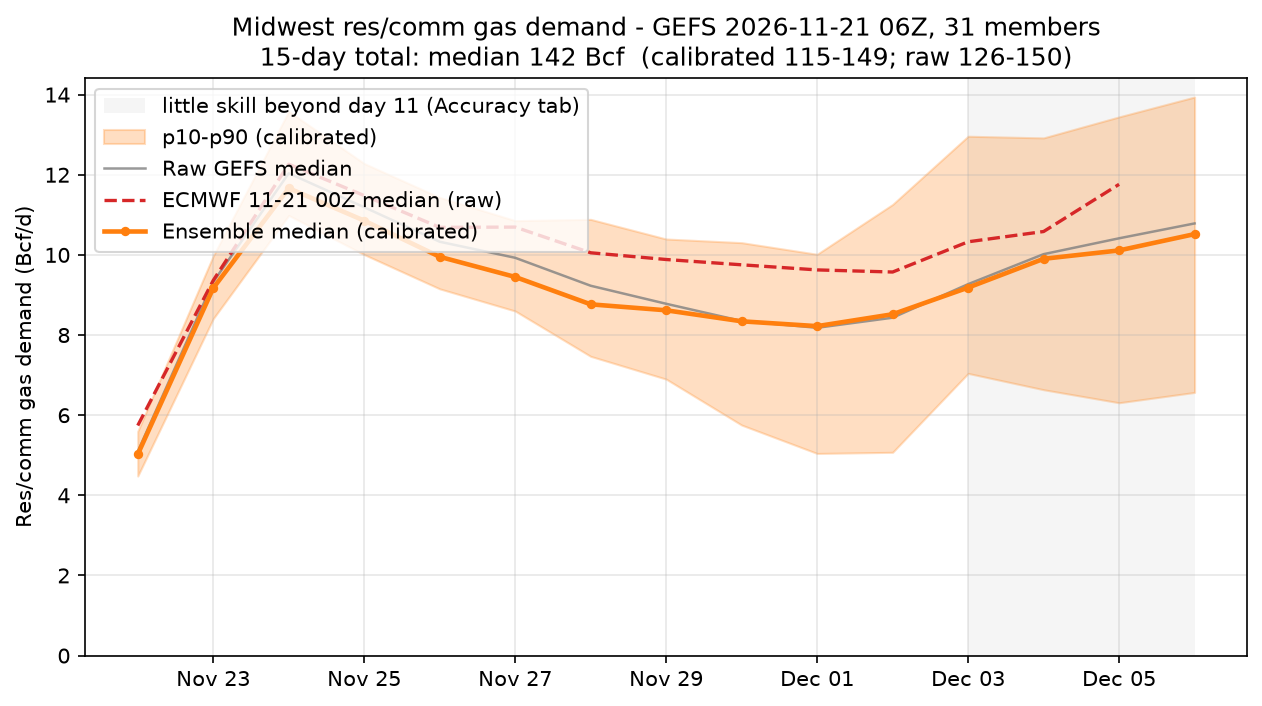 Midwest res/comm gas demand - GEFS 2026-11-21 06Z, 31 members
15-day total: median 142 Bcf  (calibrated 115-149; raw 126-150)
little skill beyond day 11 (Accuracy tab)
p10-p90 (calibrated)
Raw GEFS median
ECMWF 11-21 00Z median (raw)
Ensemble median (calibrated)
Res/comm gas demand (Bcf/d)
14
12
10
8
6
4
2
0
Nov 23
Nov 25
Nov 27
Nov 29
Dec 01
Dec 03
Dec 05